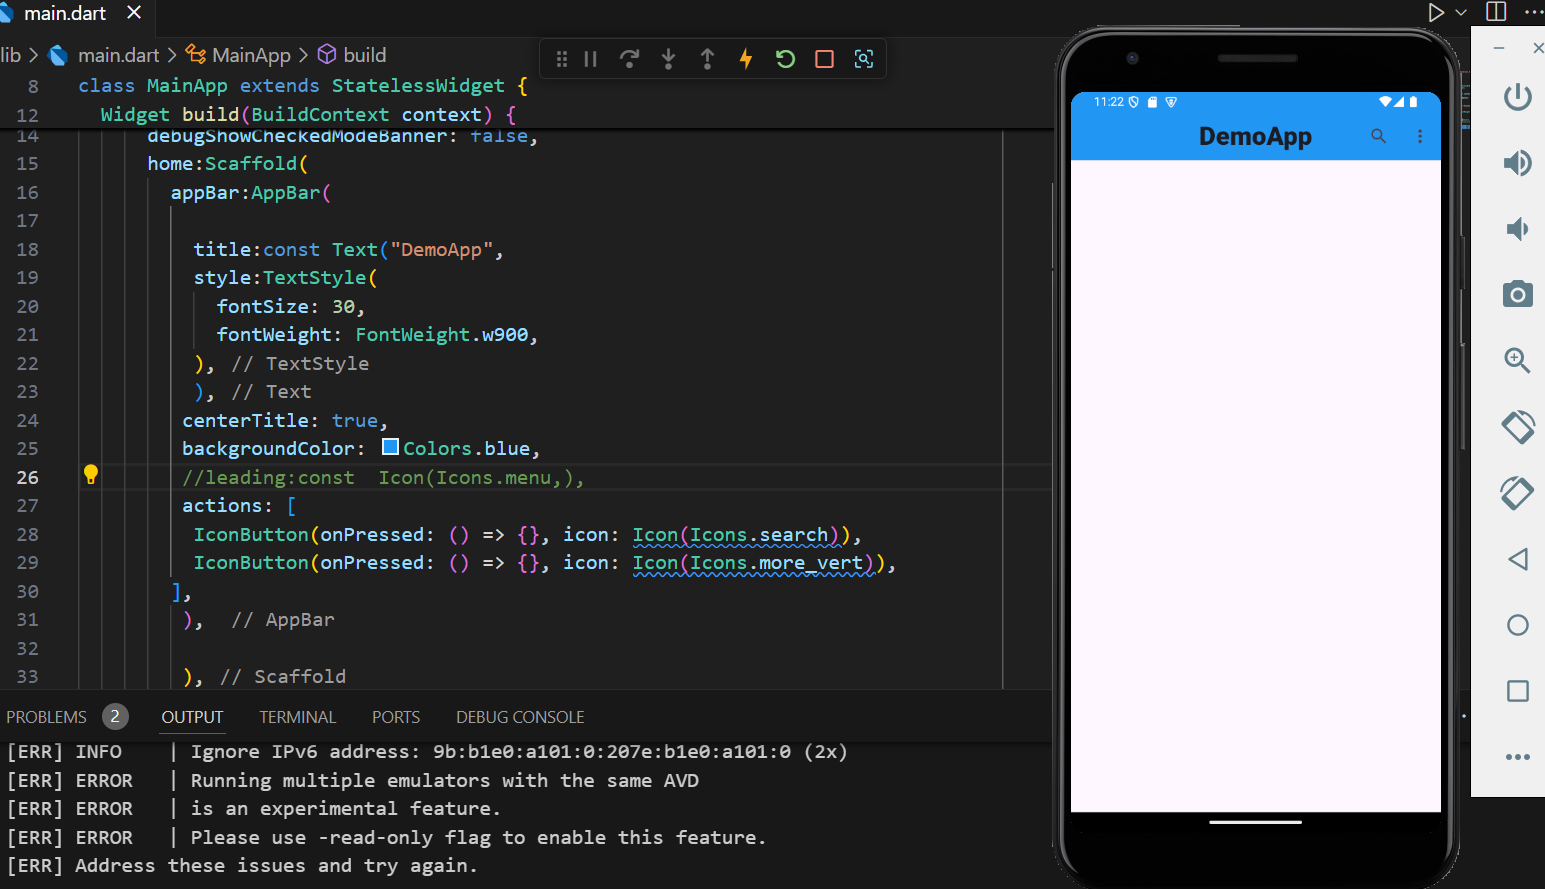 main.dart
lib > main.dart > MainApp > build
8 class MainApp extends StatelessWidget {
12 Widget build(BuildContext context) {
14 debugShowCheckedModeBanner: false,
15 home:Scaffold(
16 appBar:AppBar(
17
18 title:const Text("DemoApp",
19 style:TextStyle(
20 fontSize: 30,
21 fontWeight: FontWeight.w900,
22 ), // TextStyle
23 ), // Text
24 centerTitle: true,
25 backgroundColor: Colors.blue,
26 //leading:const  Icon(Icons.menu,),
27 actions: [
28 IconButton(onPressed: () => {}, icon: Icon(Icons.search)),
29 IconButton(onPressed: () => {}, icon: Icon(Icons.more_vert)),
30 ],
31 ),  // AppBar
32
33 ), // Scaffold
PROBLEMS 2 OUTPUT TERMINAL PORTS DEBUG CONSOLE
[ERR] INFO | Ignore IPv6 address: 9b:b1e0:a101:0:207e:b1e0:a101:0 (2x)
[ERR] ERROR | Running multiple emulators with the same AVD
[ERR] ERROR | is an experimental feature.
[ERR] ERROR | Please use -read-only flag to enable this feature.
[ERR] Address these issues and try again.
11:22
DemoApp